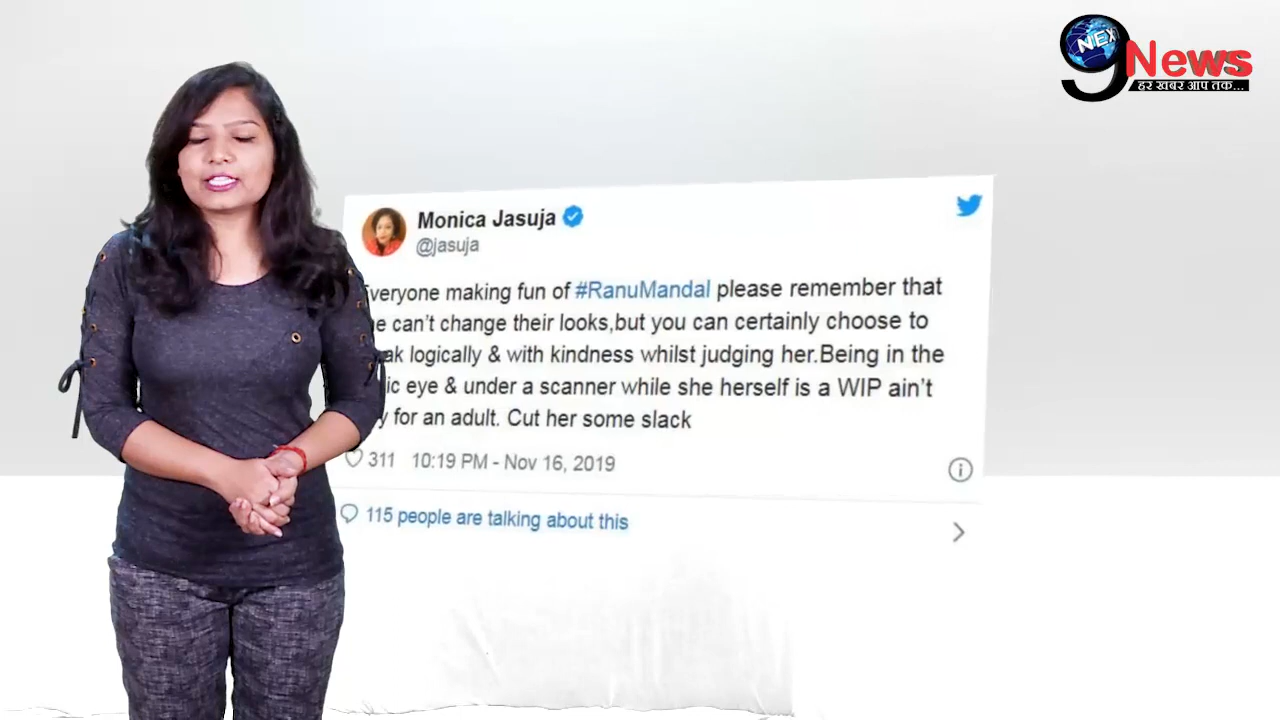 NEX
9 News
हर खबर आप तक...
Monica Jasuja
@jasuja
veryone making fun of #RanuMandal please remember that
can't change their looks,but you can certainly choose to
logically & with kindness whilst judging her.Being in the
eye & under a scanner while she herself is a WIP ain't
for an adult. Cut her some slack
311 10:19 PM - Nov 16, 2019
115 people are talking about this